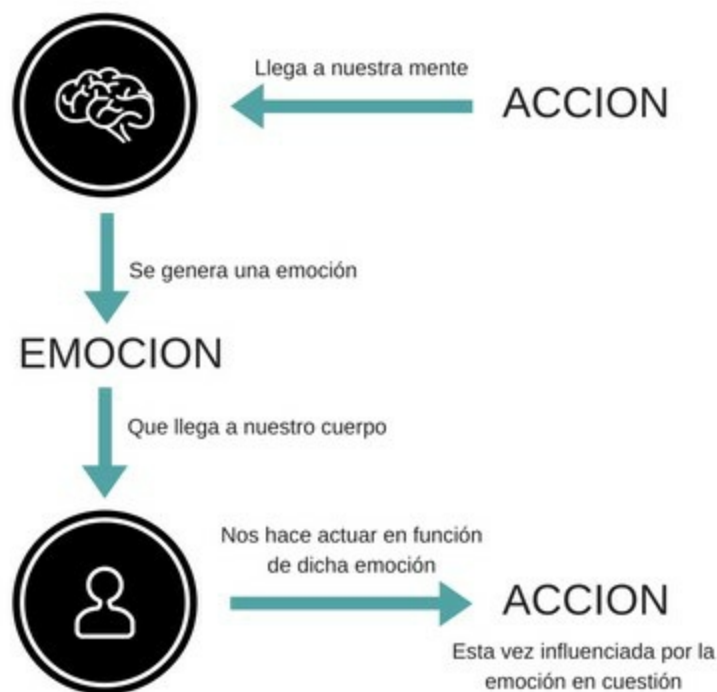 Llega a nuestra mente
ACCION
Se genera una emoción
EMOCION
Que llega a nuestro cuerpo
Nos hace actuar en función
de dicha emoción
ACCION
Esta vez influenciada por la
emoción en cuestión